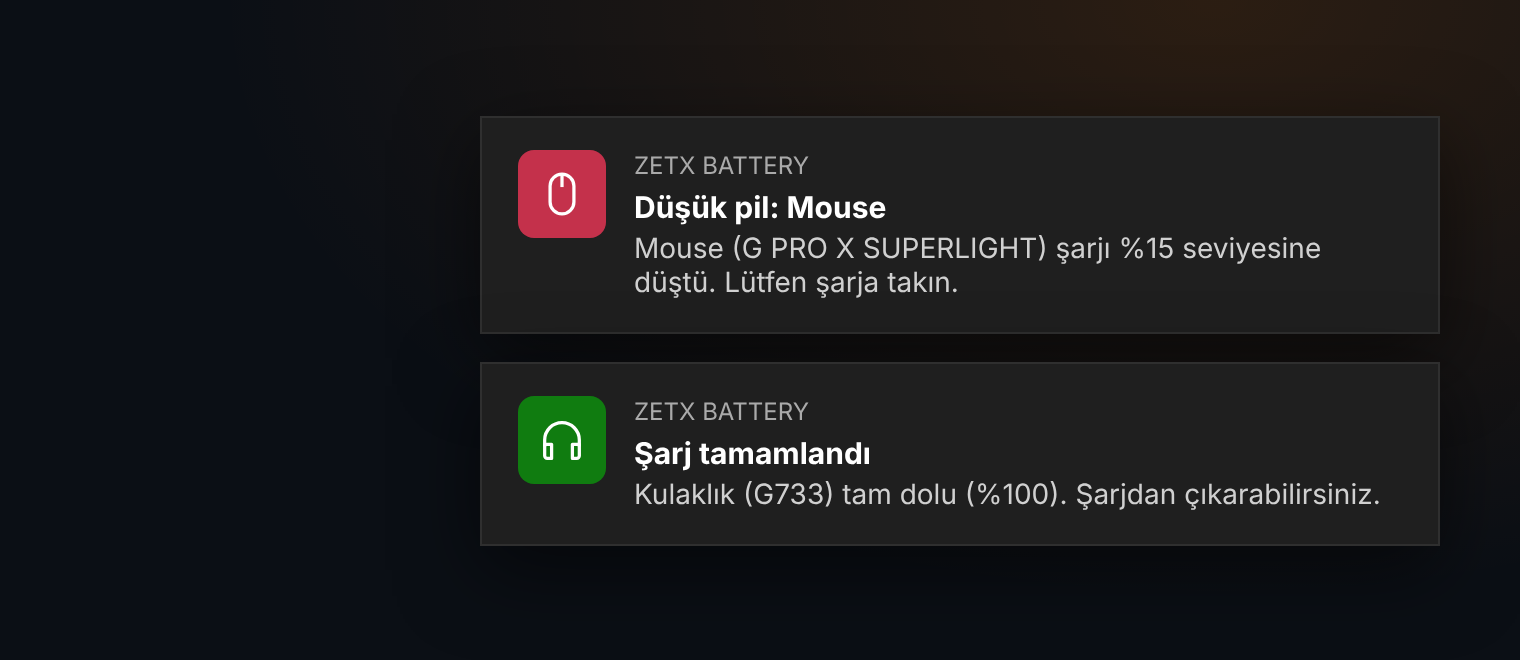 ZETX BATTERY
Düşük pil: Mouse
Mouse (G PRO X SUPERLIGHT) şarjı %15 seviyesine
düştü. Lütfen şarja takın.
ZETX BATTERY
Şarj tamamlandı
Kulaklık (G733) tam dolu (%100). Şarjdan çıkarabilirsiniz.